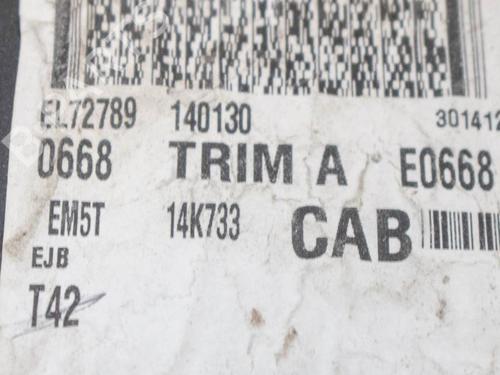 EL72789 140130 301412
0668 TRIM A E0668
EM5T 14K733 CAB
EJB
T42